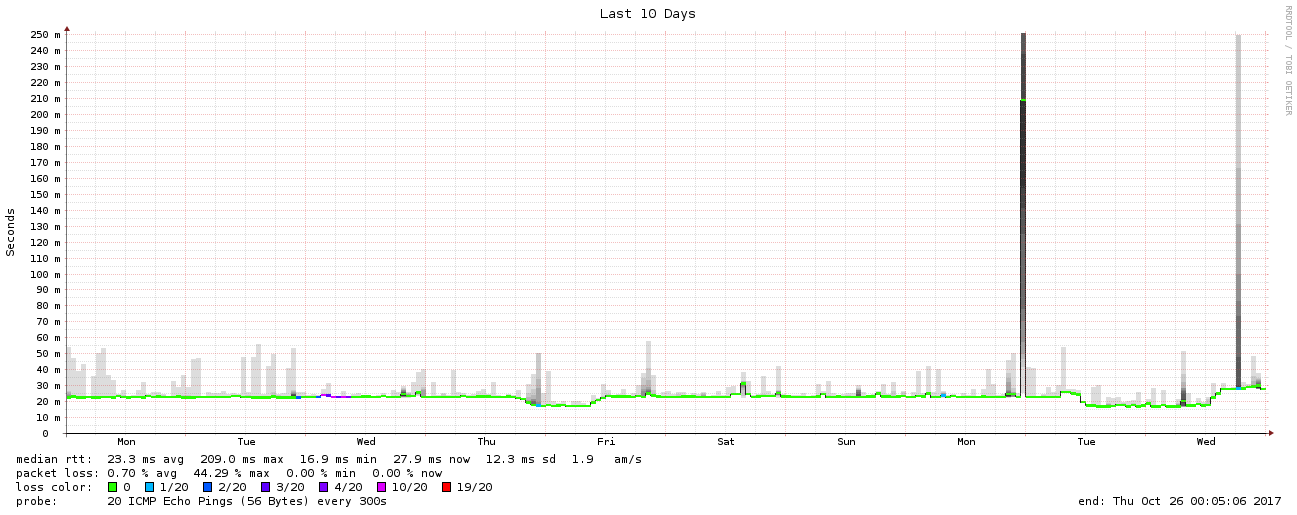 Last 10 Days
RRDTOOL / TOBI OETIKER
Seconds
250 m
240 m
230 m
220 m
210 m
200 m
190 m
180 m
170 m
160 m
150 m
140 m
130 m
120 m
110 m
100 m
90 m
80 m
70 m
60 m
50 m
40 m
30 m
20 m
10 m
0
Mon Tue Wed Thu Fri Sat Sun Mon Tue Wed
median rtt: 23.3 ms avg 209.0 ms max 16.9 ms min 27.9 ms now 12.3 ms sd 1.9 am/s
packet loss: 0.70 % avg 44.29 % max 0.00 % min 0.00 % now
loss color: 0 1/20 2/20 3/20 4/20 10/20 19/20
probe: 20 ICMP Echo Pings (56 Bytes) every 300s end: Thu Oct 26 00:05:06 2017